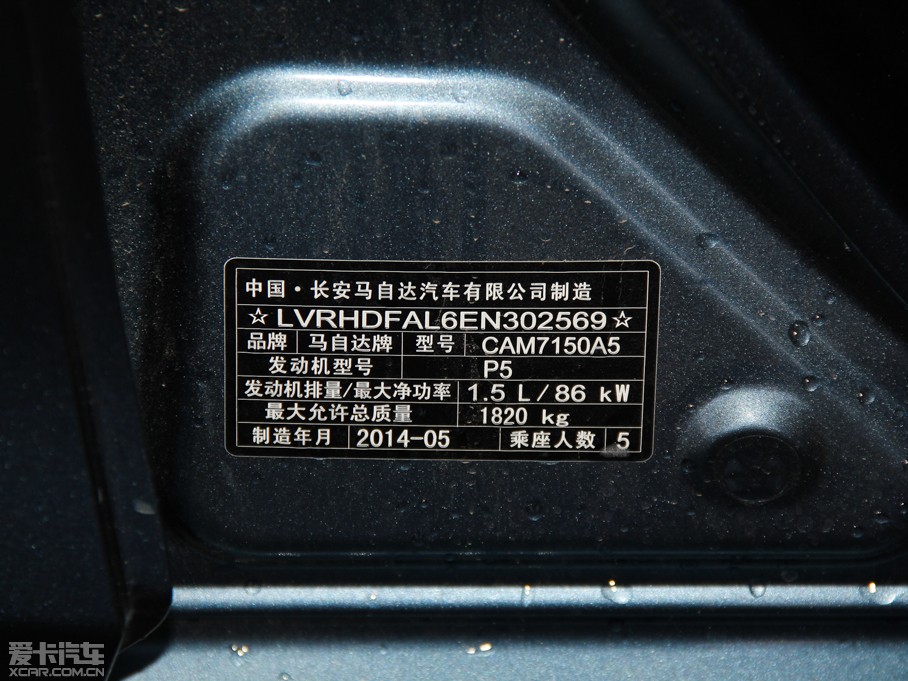 中国·长安马自达汽车有限公司制造
☆LVRHDFAL6EN302569☆
品牌 马自达牌 型号 CAM7150A5
发动机型号 P5
发动机排量/最大净功率 1.5 L/86 kW
最大允许总质量 1820 kg
制造年月 2014-05 乘座人数 5
爱卡汽车
XCAR.COM.CN